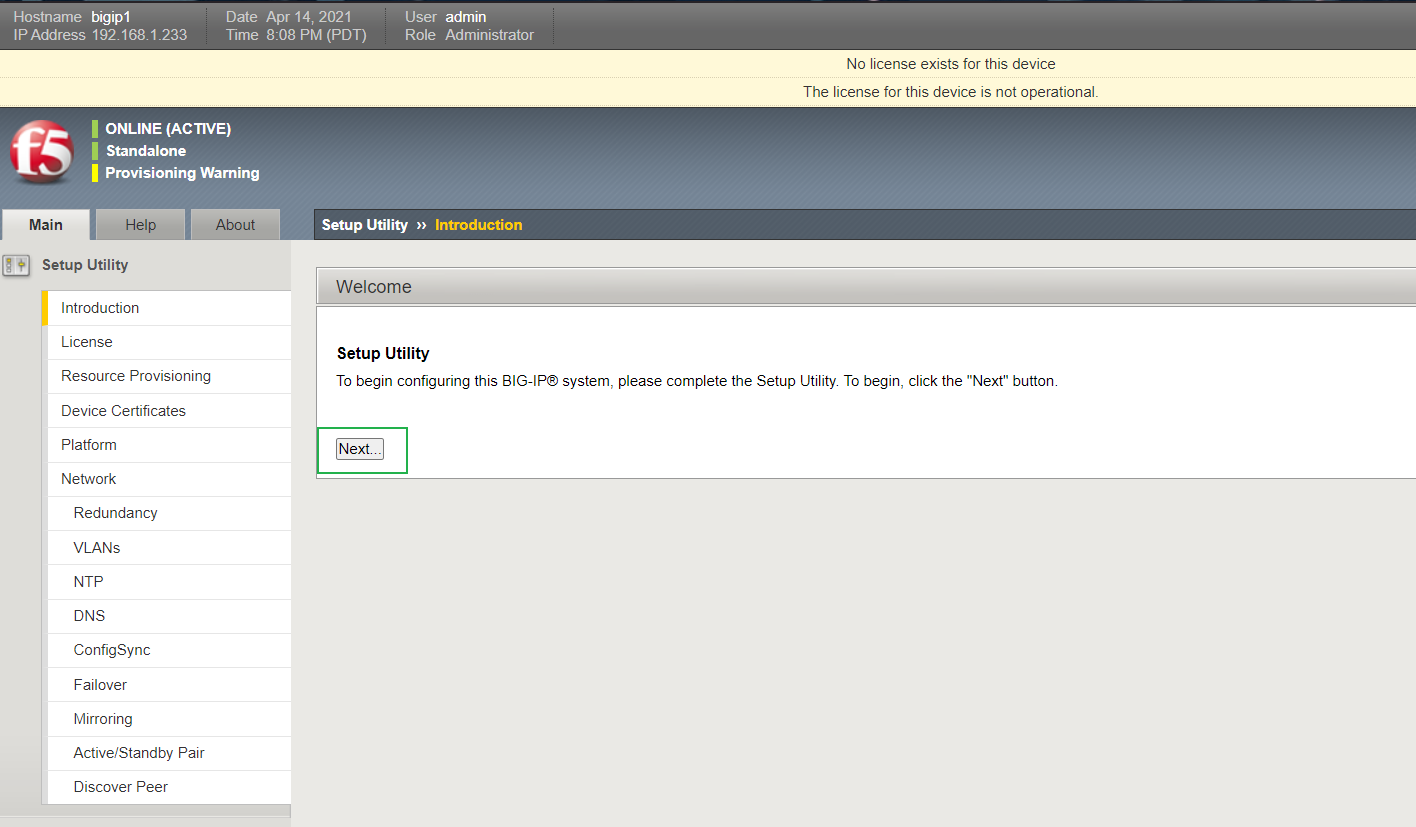 Hostname bigip1 Date Apr 14, 2021 User admin
IP Address 192.168.1.233 Time 8:08 PM (PDT) Role Administrator
No license exists for this device
The license for this device is not operational.
f5
ONLINE (ACTIVE)
Standalone
Provisioning Warning
Main Help About
Setup Utility ›› Introduction
Setup Utility
Introduction
License
Resource Provisioning
Device Certificates
Platform
Network
Redundancy
VLANs
NTP
DNS
ConfigSync
Failover
Mirroring
Active/Standby Pair
Discover Peer
Welcome
Setup Utility
To begin configuring this BIG-IP® system, please complete the Setup Utility. To begin, click the "Next" button.
Next...